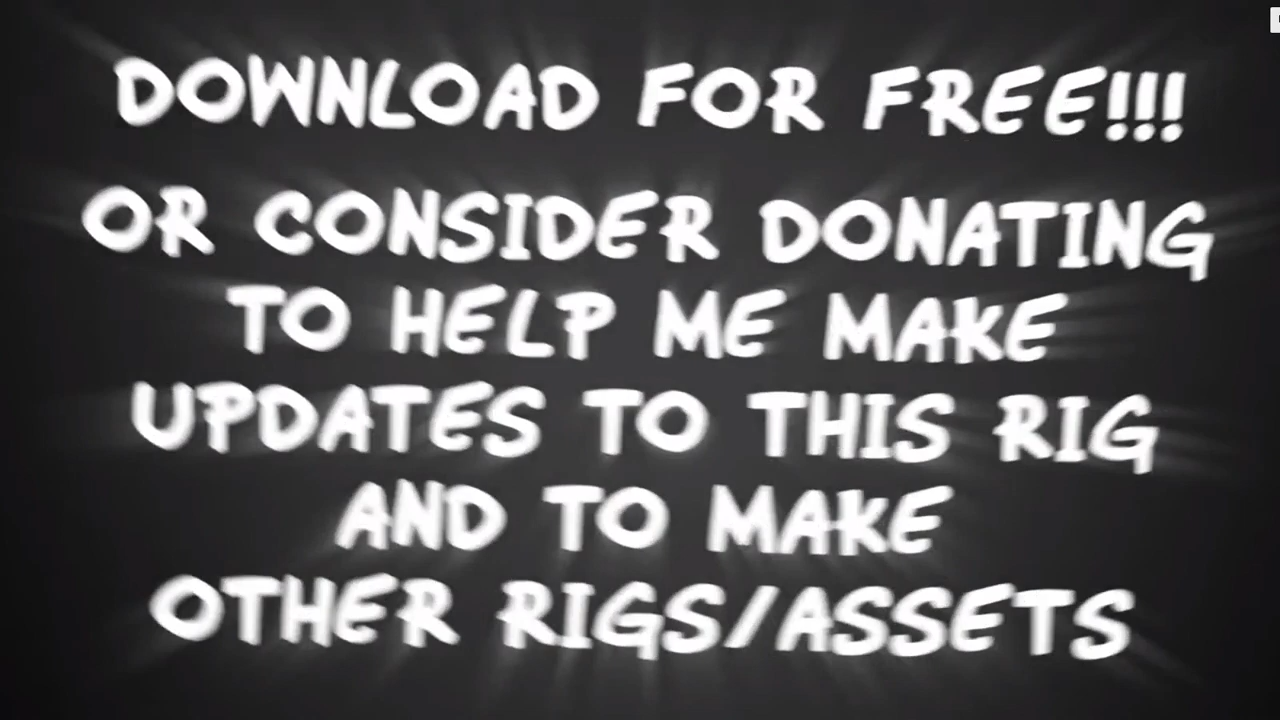 DOWNLOAD FOR FREE!!!
OR CONSIDER DONATING
TO HELP ME MAKE
UPDATES TO THIS RIG
AND TO MAKE
OTHER RIGS/ASSETS